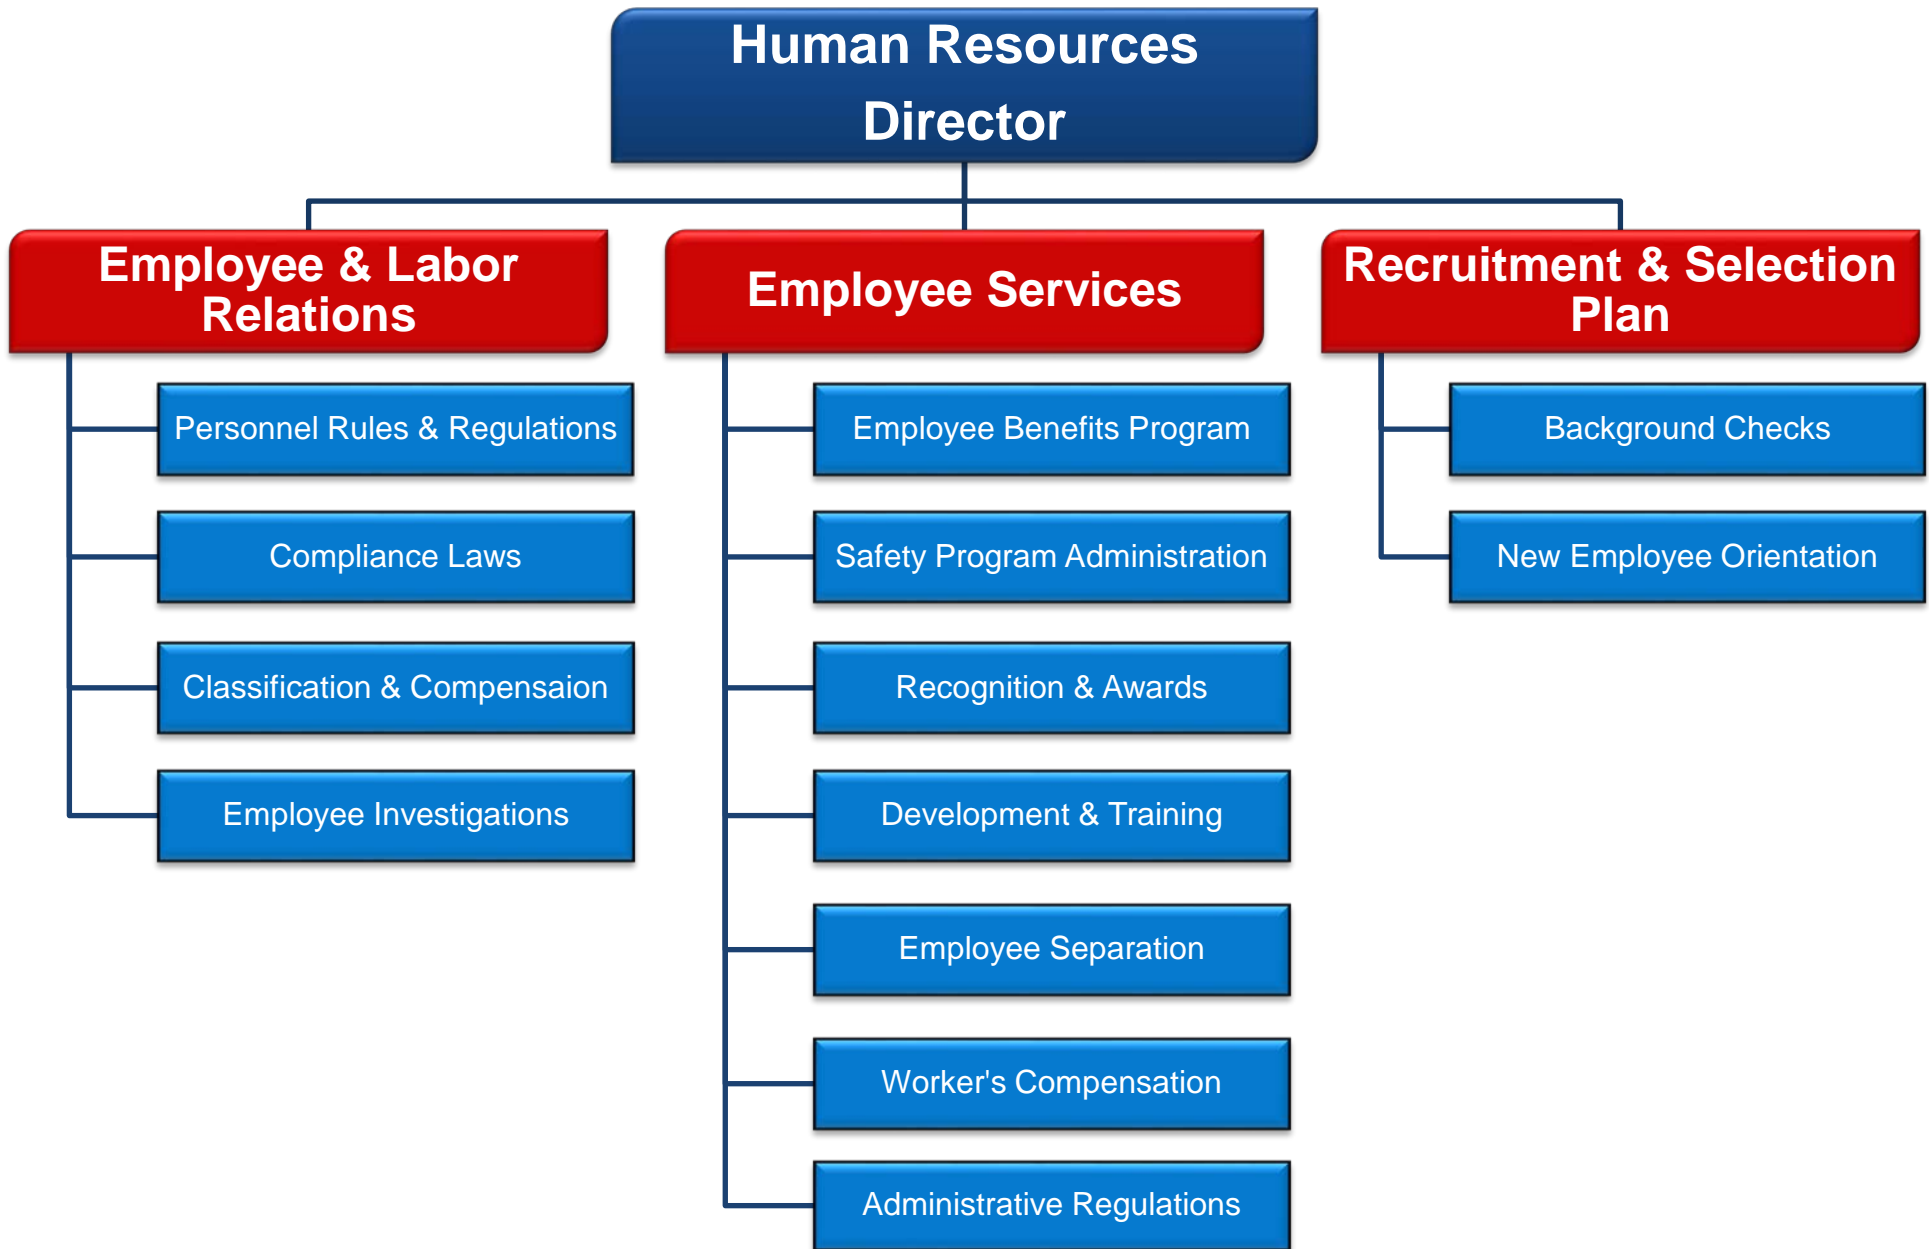 Human Resources
Director
Employee & Labor
Relations
Personnel Rules & Regulations
Compliance Laws
Classification & Compensaion
Employee Investigations
Employee Services
Employee Benefits Program
Safety Program Administration
Recognition & Awards
Development & Training
Employee Separation
Worker's Compensation
Administrative Regulations
Recruitment & Selection
Plan
Background Checks
New Employee Orientation